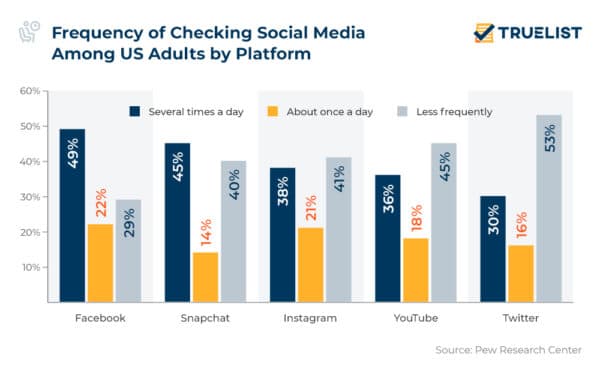 Frequency of Checking Social Media
Among US Adults by Platform
TRUELIST
Several times a day
About once a day
Less frequently
60%
50%
40%
30%
20%
10%
49%
22%
29%
45%
14%
40%
38%
21%
41%
36%
18%
45%
30%
16%
53%
Facebook
Snapchat
Instagram
YouTube
Twitter
Source: Pew Research Center